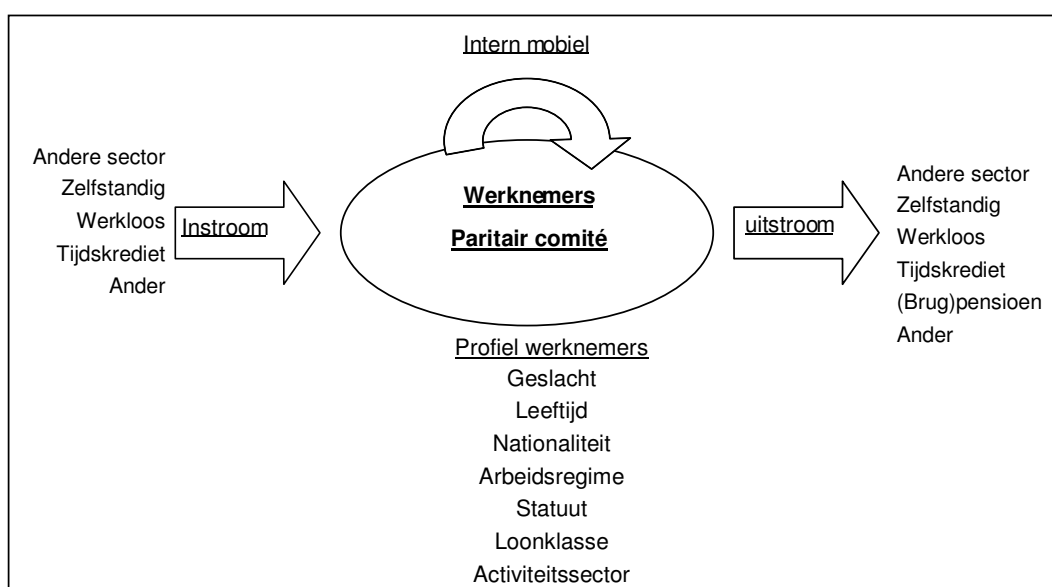 Intern mobiel
Andere sector
Zelfstandig
Werkloos
Tijdskrediet
Ander
Instroom
Werknemers
Paritair comité
uitstroom
Andere sector
Zelfstandig
Werkloos
Tijdskrediet
(Brug)pensioen
Ander
Profiel werknemers
Geslacht
Leeftijd
Nationaliteit
Arbeidsregime
Statuut
Loonklasse
Activiteitssector